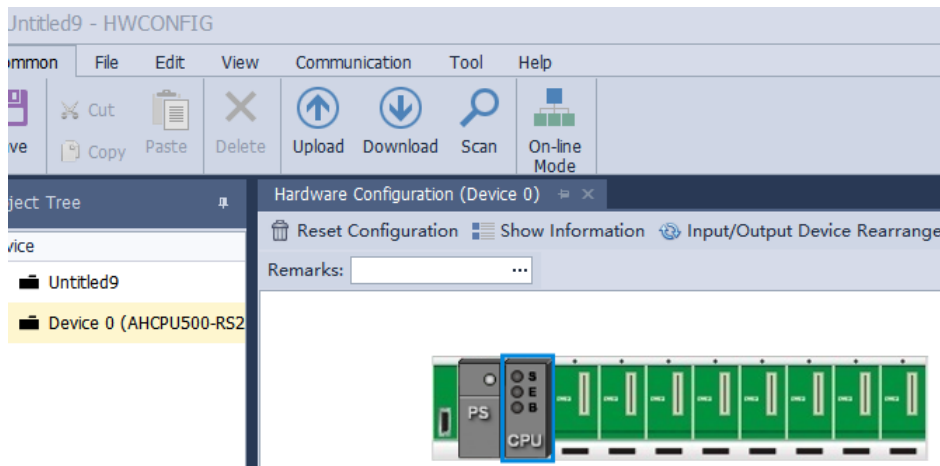 Untitled9 - HWCONFIG
ommon File Edit View Communication Tool Help
Cut
Copy
Paste
Delete
Upload
Download
Scan
On-line
Mode
ve
ject Tree
Hardware Configuration (Device 0)
Reset Configuration Show Information Input/Output Device Rearrange
vice
Remarks: ...
Untitled9
Device 0 (AHCPU500-RS2
PS
S
E
B
CPU